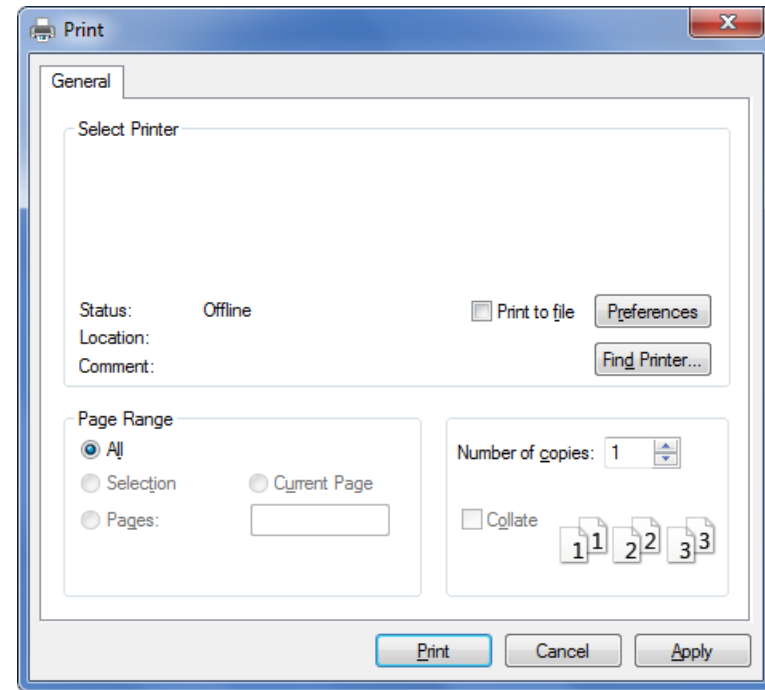 Print
General
Select Printer
Status: Offline
Print to file
Preferences
Location:
Find Printer...
Comment:
Page Range
All
Selection
Current Page
Pages:
Number of copies: 1
Collate
1 1 2 2 3 3
Print Cancel Apply